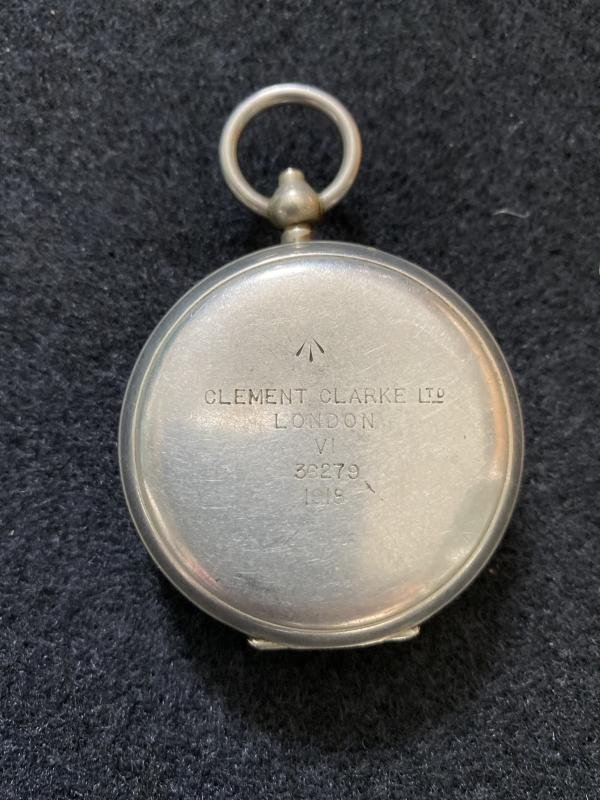 CLEMENT CLARKE LTD
LONDON
VI
36279
1918